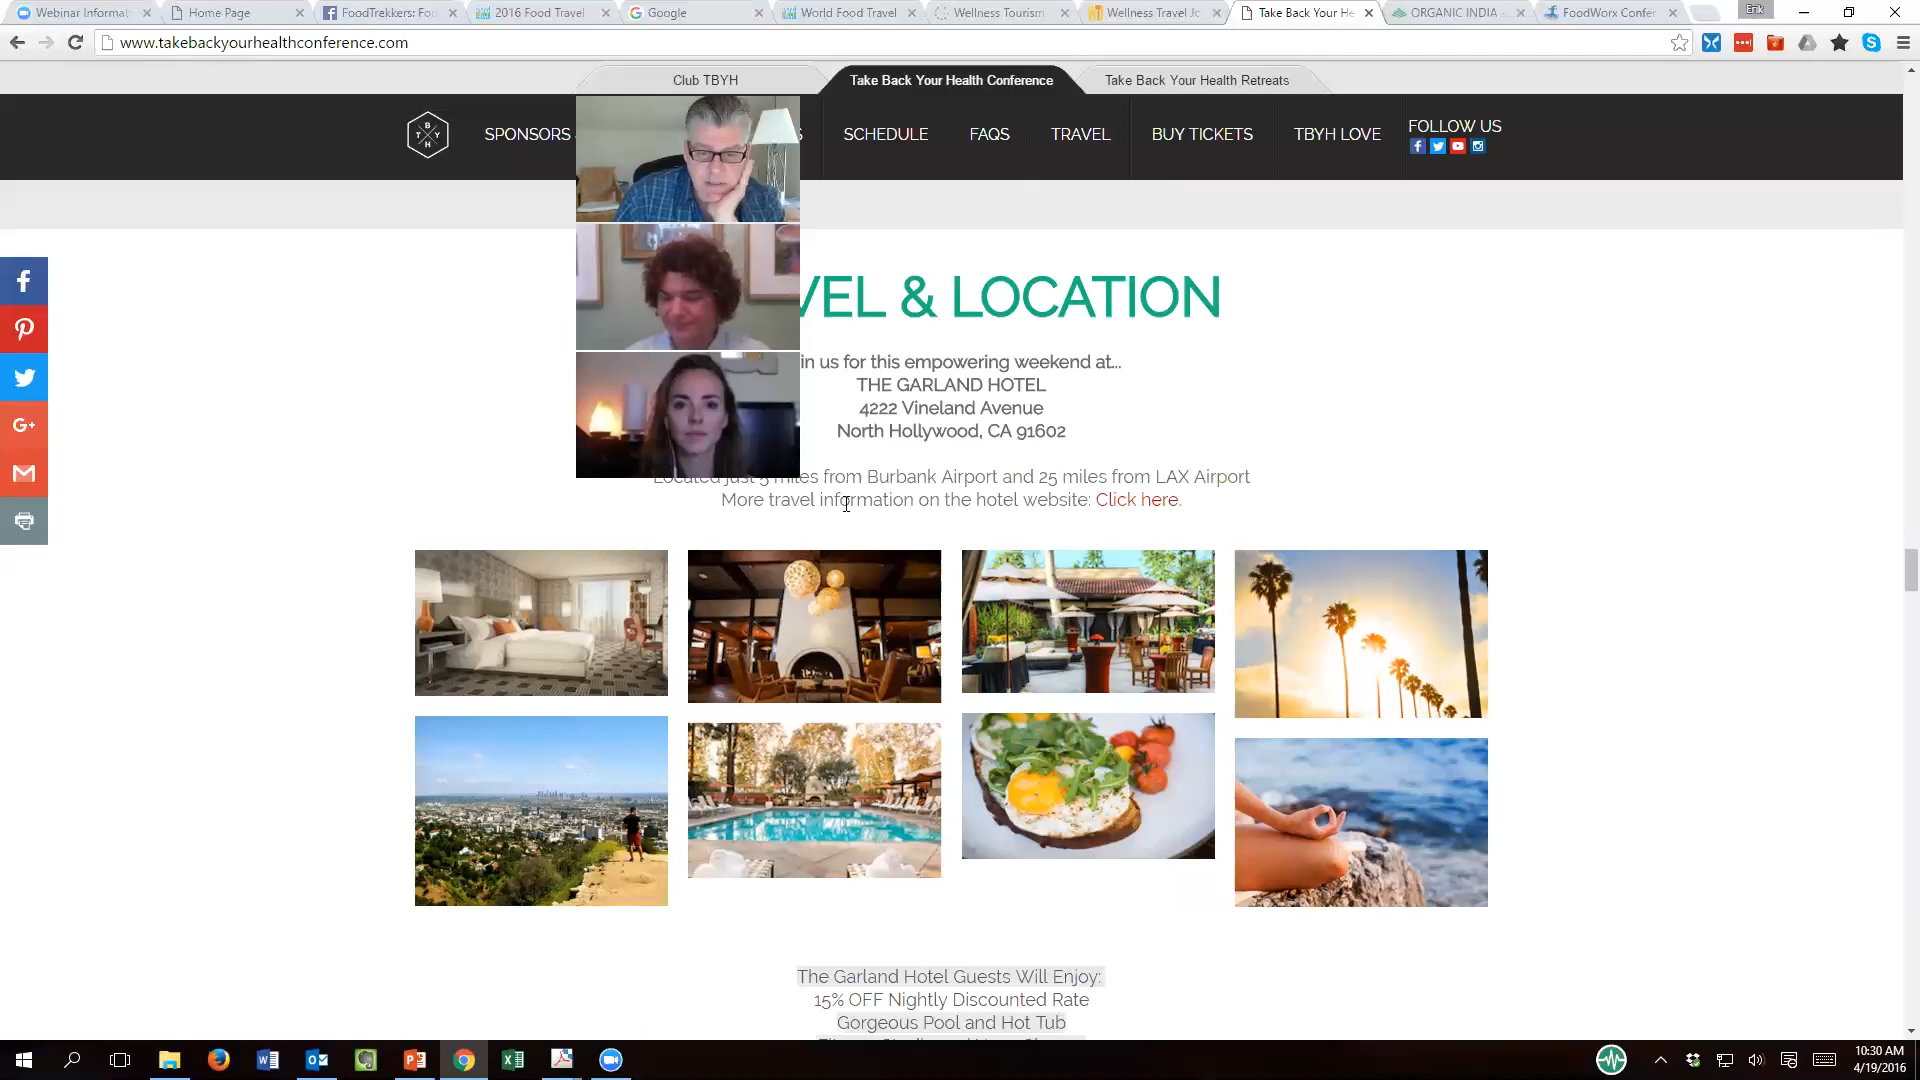 Webinar Informat
Home Page
FoodTrekkers: Foo
2016 Food Travel
Google
World Food Travel
Wellness Tourism
Wellness Travel Jo
Take Back Your He
ORGANIC INDIA
FoodWorx Confer
Erik
www.takebackyourhealthconference.com
Club TBYH
Take Back Your Health Conference
Take Back Your Health Retreats
B
T Y
H
SPONSORS
SCHEDULE
FAQS
TRAVEL
BUY TICKETS
TBYH LOVE
FOLLOW US
VEL & LOCATION
in us for this empowering weekend at...
THE GARLAND HOTEL
4222 Vineland Avenue
North Hollywood, CA 91602
Located just 5 miles from Burbank Airport and 25 miles from LAX Airport
More travel information on the hotel website: Click here.
The Garland Hotel Guests Will Enjoy:
15% OFF Nightly Discounted Rate
Gorgeous Pool and Hot Tub
10:30 AM
4/19/2016